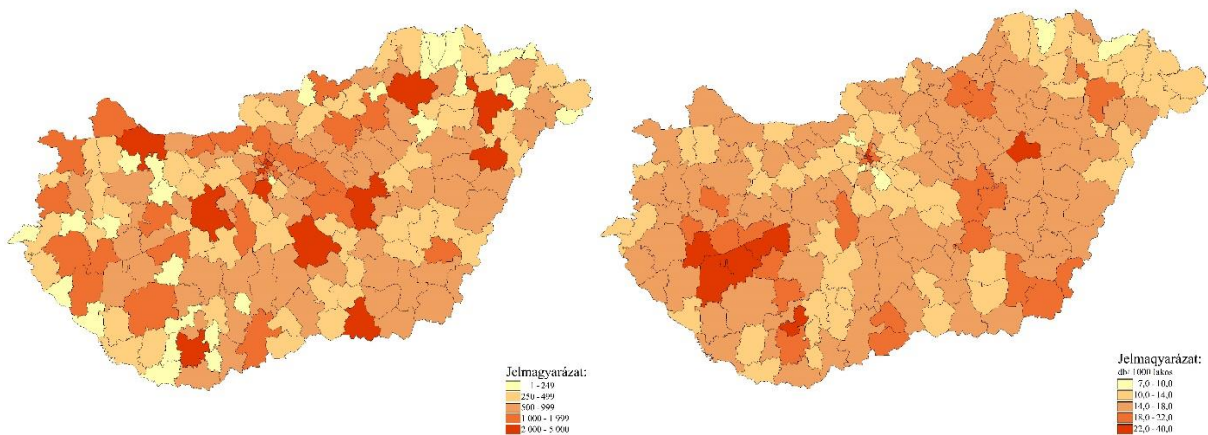 Jelmagyarázat:
1 - 249
250 - 499
500 - 999
1 000 - 1 999
2 000 - 5 000
Jelmagyarázat:
db/ 1000 lakos
7,0 - 10,0
10,0 - 14,0
14,0 - 18,0
18,0 - 22,0
22,0 - 40,0